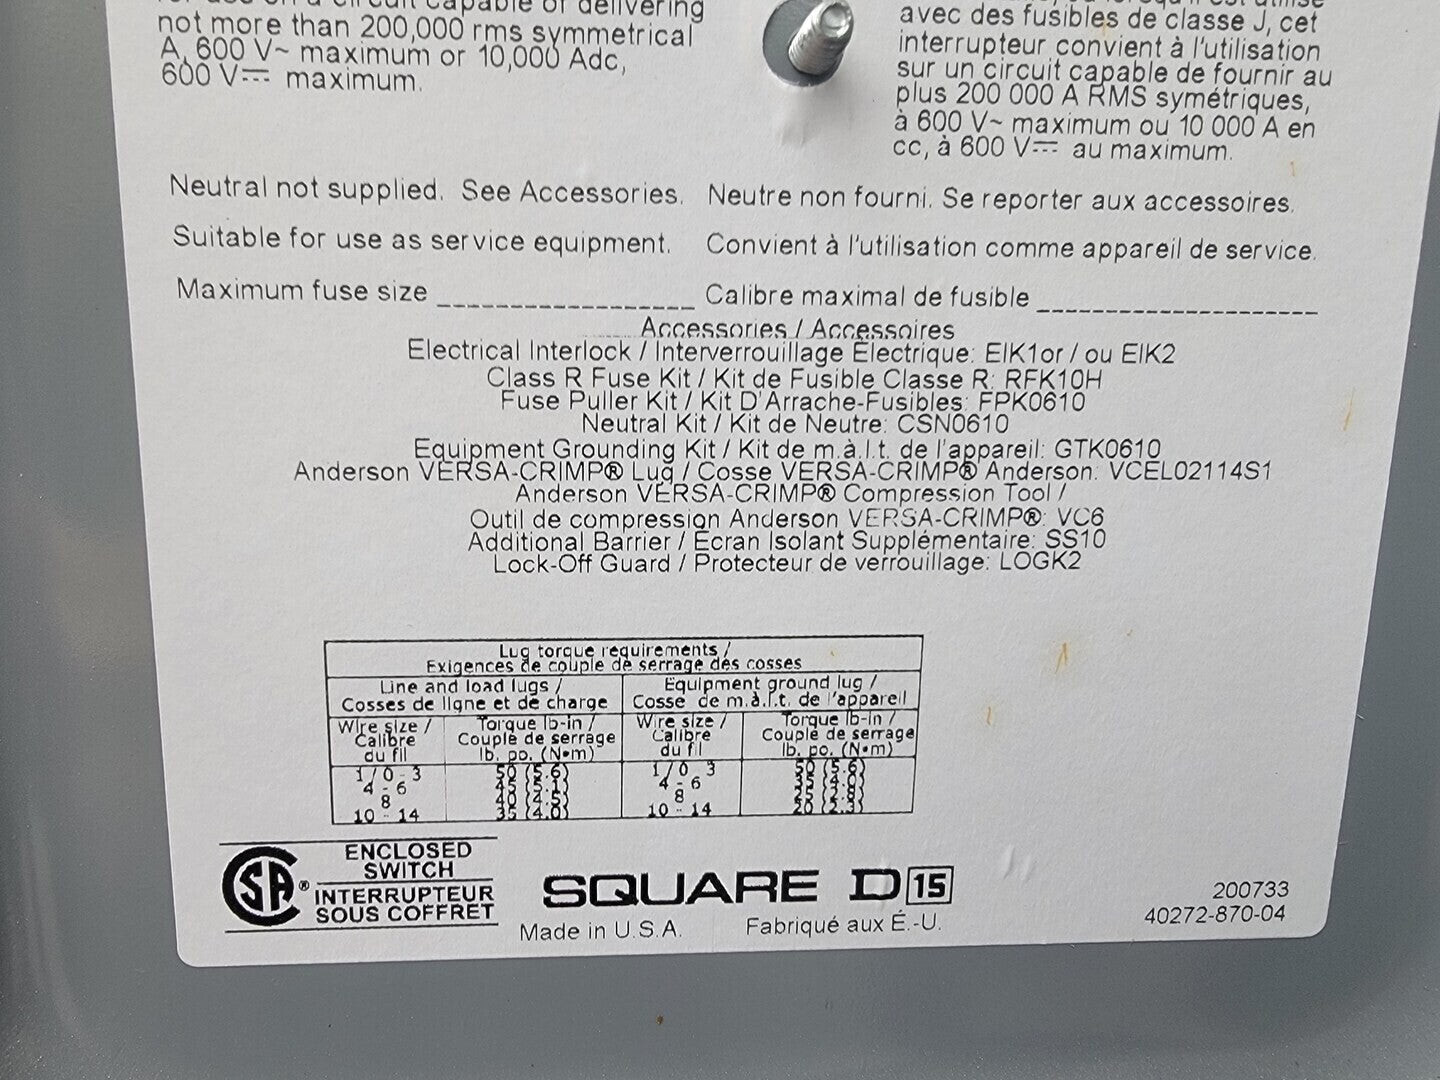 for use on a circuit capable of delivering
not more than 200,000 rms symmetrical
A, 600 V~ maximum or 10,000 Adc,
600 V⎓ maximum.
avec des fusibles de classe J, cet
interrupteur convient à l'utilisation
sur un circuit capable de fournir au
plus 200 000 A RMS symétriques,
à 600 V~ maximum ou 10 000 A en
cc, à 600 V⎓ au maximum.
Neutral not supplied. See Accessories. Neutre non fourni. Se reporter aux accessoires.
Suitable for use as service equipment. Convient à l'utilisation comme appareil de service.
Maximum fuse size ____________ Calibre maximal de fusible ____________
Accessories / Accessoires
Electrical Interlock / Interverrouillage Électrique: EIK1or / ou EIK2
Class R Fuse Kit / Kit de Fusible Classe R: RFK10H
Fuse Puller Kit / Kit D'Arrache-Fusibles: FPK0610
Neutral Kit / Kit de Neutre: CSN0610
Equipment Grounding Kit / Kit de m.à.l.t. de l'appareil: GTK0610
Anderson VERSA-CRIMP® Lug / Cosse VERSA-CRIMP® Anderson: VCEL02114S1
Anderson VERSA-CRIMP® Compression Tool /
Outil de compression Anderson VERSA-CRIMP®: VC6
Additional Barrier / Écran Isolant Supplémentaire: SS10
Lock-Off Guard / Protecteur de verrouillage: LOGK2
Lug torque requirements /
Exigences de couple de serrage des cosses
Line and load lugs /
Cosses de ligne et de charge
Equipment ground lug /
Cosse de m.à.l.t. de l'appareil
Wire size /
Calibre
du fil
Torque lb-in /
Couple de serrage
lb. po. (N•m)
Wire size /
Calibre
du fil
Torque lb-in /
Couple de serrage
lb. po. (N•m)
1/0-3 50 (5.6) 1/0 3 50 (5.6)
4-6 45 (5.1) 4-6 35 (4.0)
8 40 (4.5) 8 25 (2.8)
10-14 35 (4.0) 10-14 20 (2.3)
CSA®
ENCLOSED
SWITCH
INTERRUPTEUR
SOUS COFFRET
SQUARE D 15
Made in U.S.A. Fabriqué aux É.-U.
200733
40272-870-04